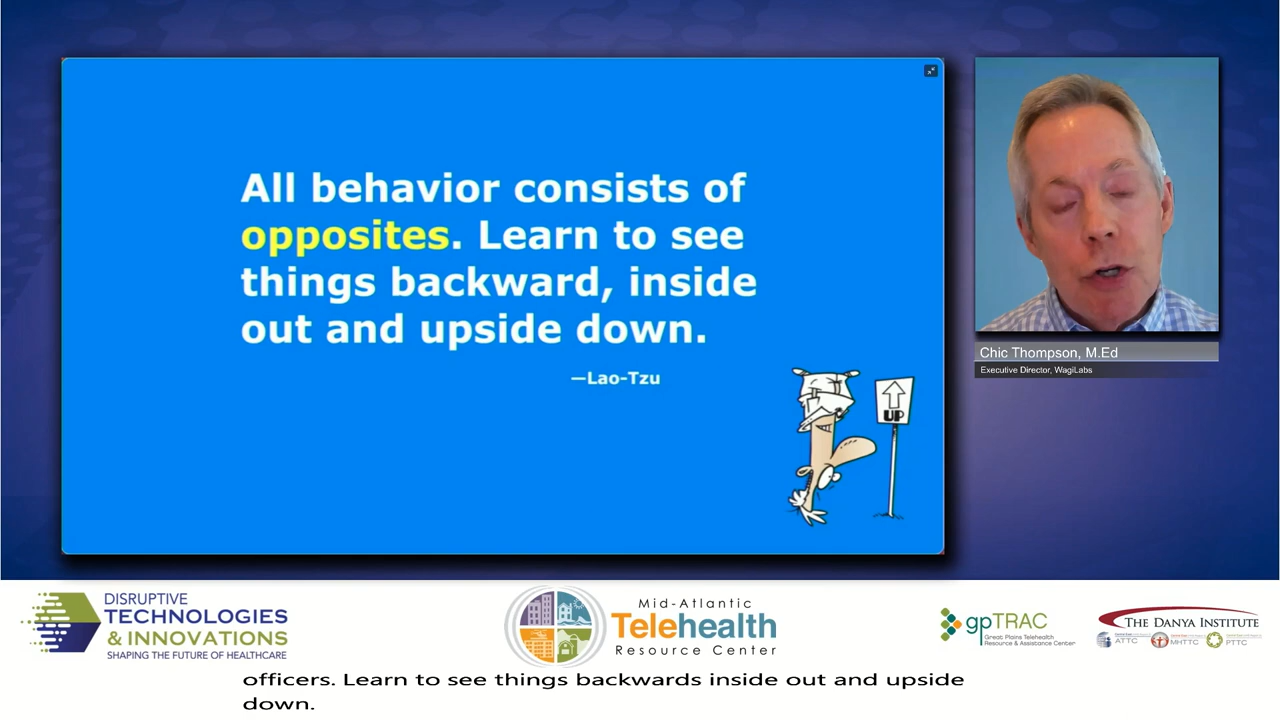 All behavior consists of
opposites. Learn to see
things backward, inside
out and upside down.
—Lao-Tzu
UP
Chic Thompson, M.Ed
Executive Director, WagiLabs
DISRUPTIVE
TECHNOLOGIES
& INNOVATIONS
SHAPING THE FUTURE OF HEALTHCARE
Mid-Atlantic
Telehealth
Resource Center
gpTRAC
Great Plains Telehealth
Resource & Assistance Center
THE DANYA INSTITUTE
ATTC
MHTTC
PTTC
officers. Learn to see things backwards inside out and upside
down.